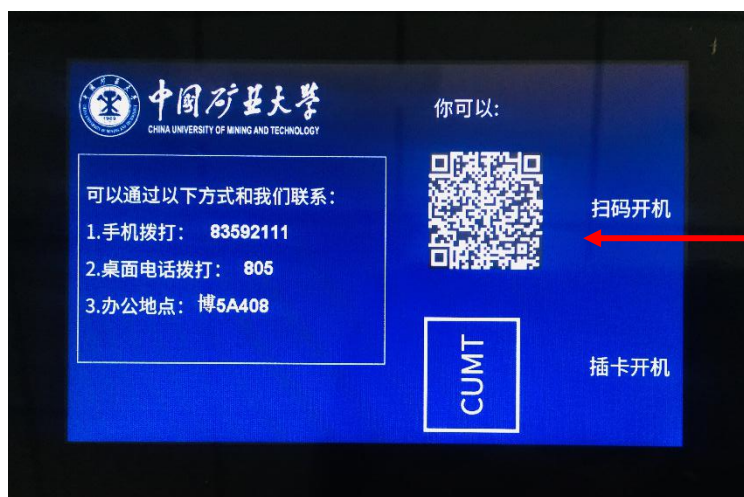 中国矿业大学
CHINA UNIVERSITY OF MINING AND TECHNOLOGY
可以通过以下方式和我们联系：
1.手机拨打： 83592111
2.桌面电话拨打： 805
3.办公地点：博5A408
你可以:
扫码开机
CUMT
插卡开机